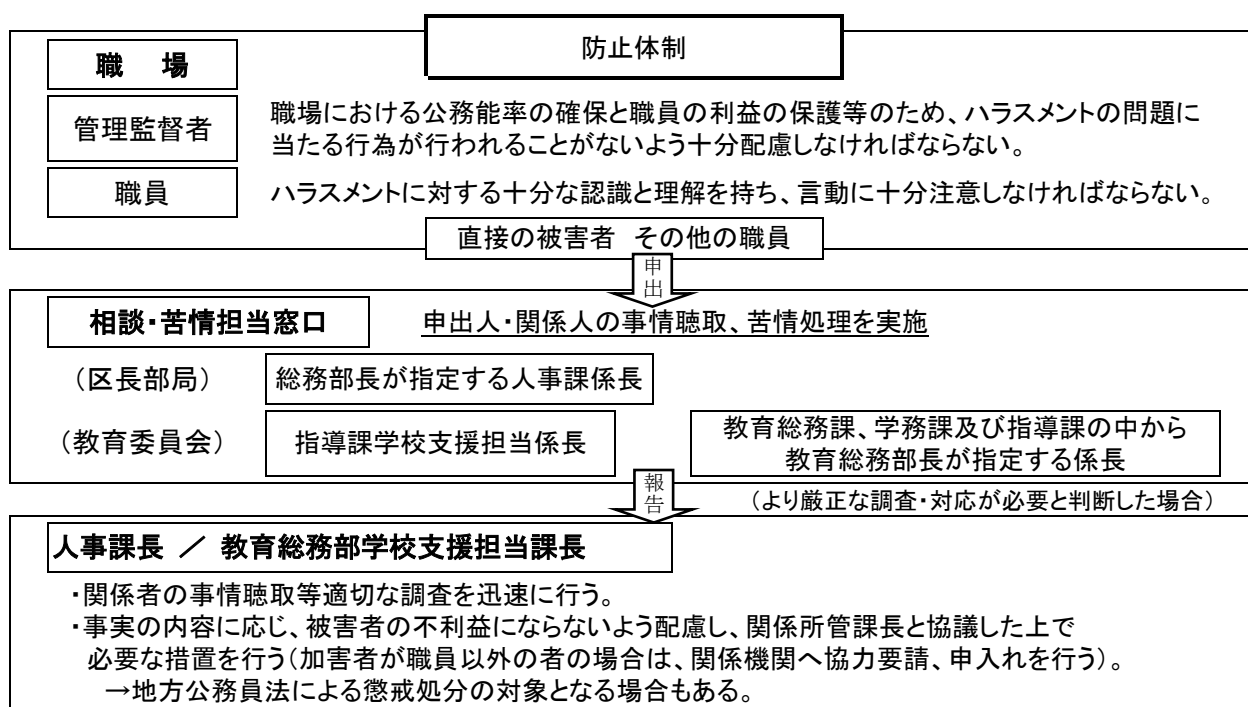 防止体制
職 場
管理監督者
職場における公務能率の確保と職員の利益の保護等のため、ハラスメントの問題に
当たる行為が行われることがないよう十分配慮しなければならない。
職員
ハラスメントに対する十分な認識と理解を持ち、言動に十分注意しなければならない。
直接の被害者 その他の職員
申出
相談・苦情担当窓口
申出人・関係人の事情聴取、苦情処理を実施
（区長部局）
総務部長が指定する人事課係長
（教育委員会）
指導課学校支援担当係長
教育総務課、学務課及び指導課の中から
教育総務部長が指定する係長
報告
（より厳正な調査・対応が必要と判断した場合）
人事課長 ／ 教育総務部学校支援担当課長
・関係者の事情聴取等適切な調査を迅速に行う。
・事実の内容に応じ、被害者の不利益にならないよう配慮し、関係所管課長と協議した上で
必要な措置を行う（加害者が職員以外の者の場合は、関係機関へ協力要請、申入れを行う）。
→地方公務員法による懲戒処分の対象となる場合もある。